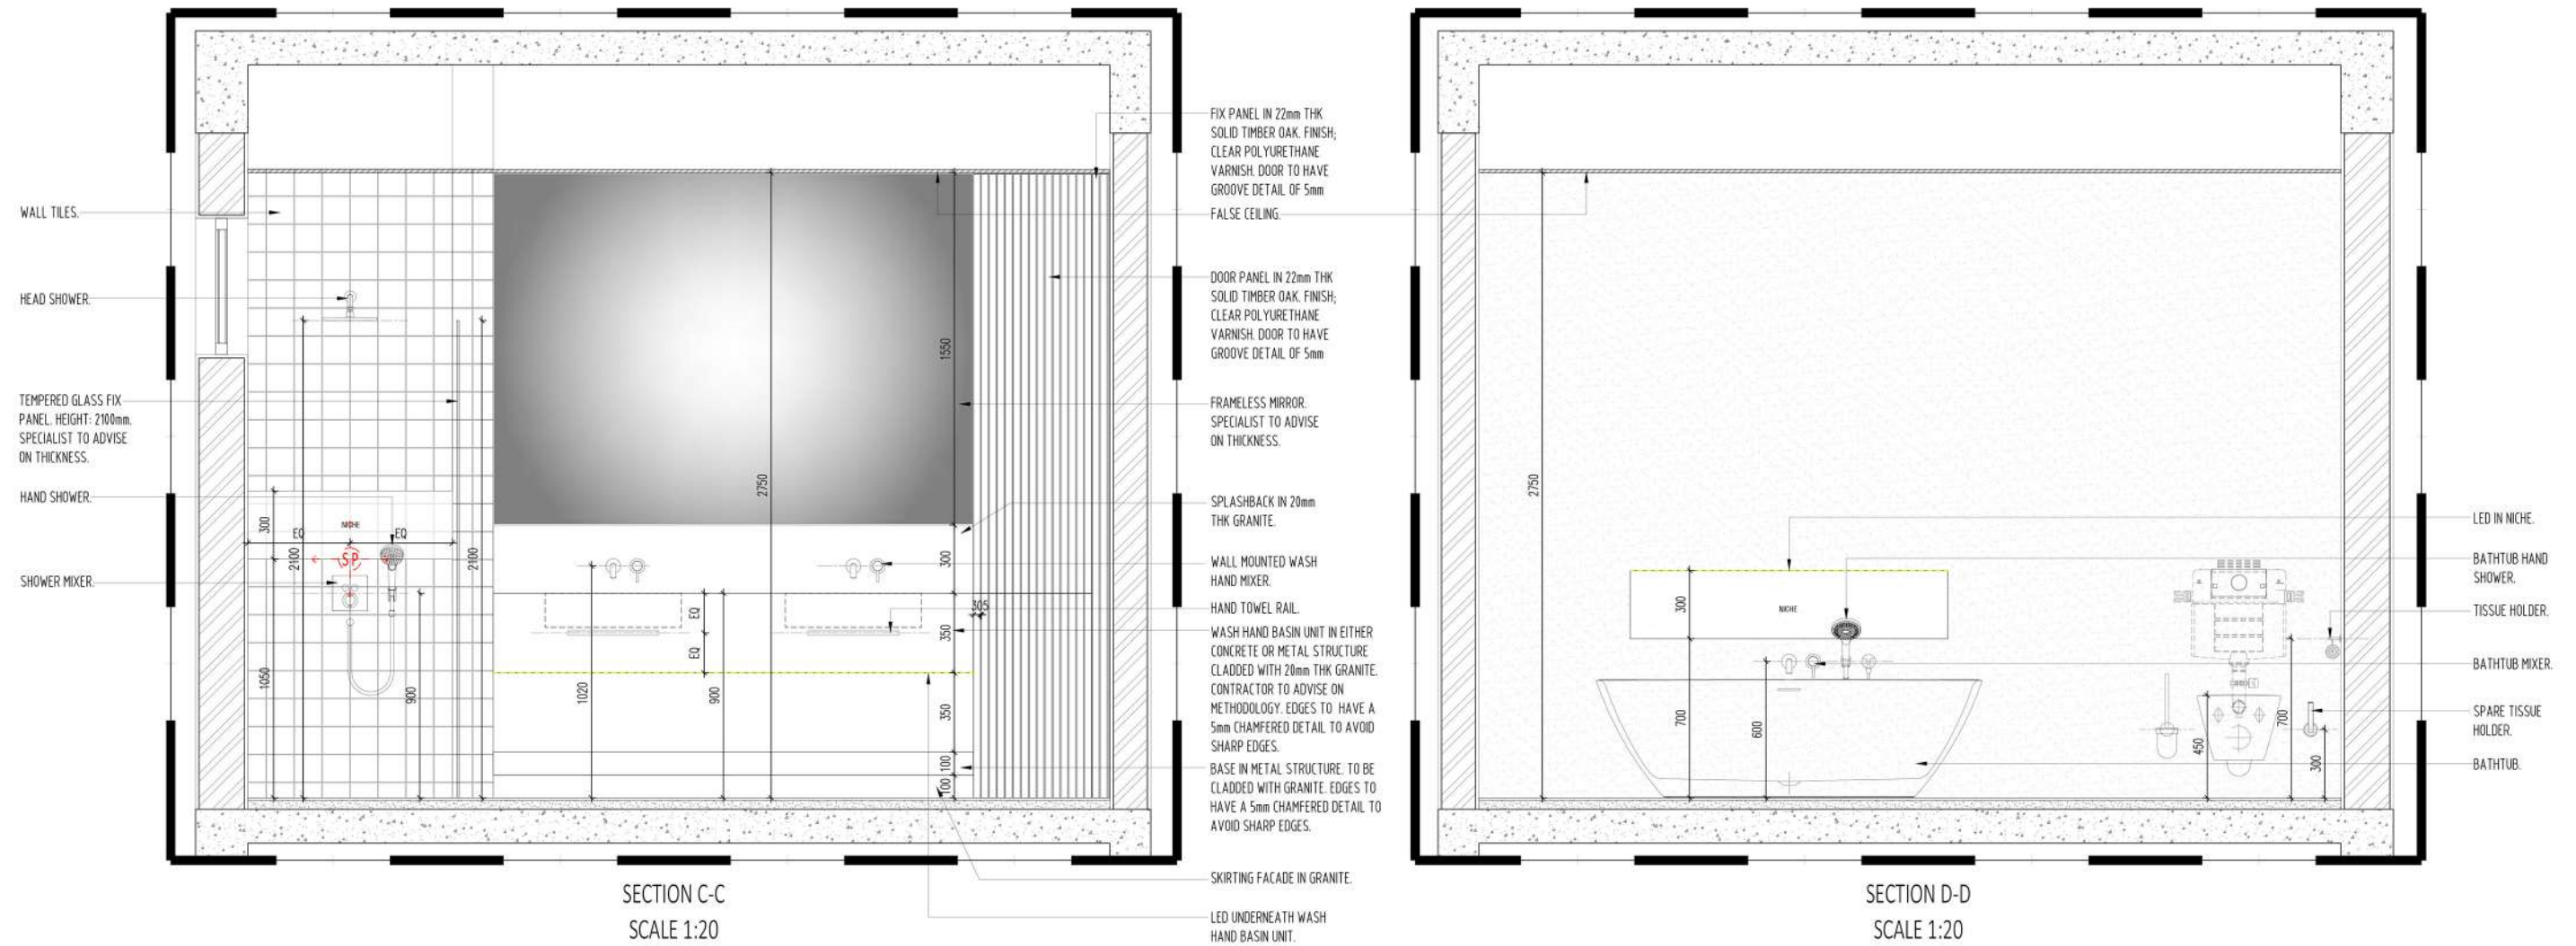 WALL TILES.
HEAD SHOWER.
TEMPERED GLASS FIX
PANEL. HEIGHT: 2100mm.
SPECIALIST TO ADVISE
ON THICKNESS.
HAND SHOWER.
SHOWER MIXER.
300
EQ
NICHE
EQ
2100
SP
2100
1050
900
1020
EQ
EQ
900
2750
1550
300
305
350
350
100
100
SECTION C-C
SCALE 1:20
FIX PANEL IN 22mm THK
SOLID TIMBER OAK. FINISH;
CLEAR POLYURETHANE
VARNISH. DOOR TO HAVE
GROOVE DETAIL OF 5mm
FALSE CEILING.
DOOR PANEL IN 22mm THK
SOLID TIMBER OAK. FINISH;
CLEAR POLYURETHANE
VARNISH. DOOR TO HAVE
GROOVE DETAIL OF 5mm
FRAMELESS MIRROR.
SPECIALIST TO ADVISE
ON THICKNESS.
SPLASHBACK IN 20mm
THK GRANITE.
WALL MOUNTED WASH
HAND MIXER.
HAND TOWEL RAIL.
WASH HAND BASIN UNIT IN EITHER
CONCRETE OR METAL STRUCTURE
CLADDED WITH 20mm THK GRANITE.
CONTRACTOR TO ADVISE ON
METHODOLOGY. EDGES TO HAVE A
5mm CHAMFERED DETAIL TO AVOID
SHARP EDGES.
BASE IN METAL STRUCTURE. TO BE
CLADDED WITH GRANITE. EDGES TO
HAVE A 5mm CHAMFERED DETAIL TO
AVOID SHARP EDGES.
SKIRTING FACADE IN GRANITE.
LED UNDERNEATH WASH
HAND BASIN UNIT.
2750
300
NICHE
700
600
450
700
300
LED IN NICHE.
BATHTUB HAND
SHOWER.
TISSUE HOLDER.
BATHTUB MIXER.
SPARE TISSUE
HOLDER.
BATHTUB.
SECTION D-D
SCALE 1:20